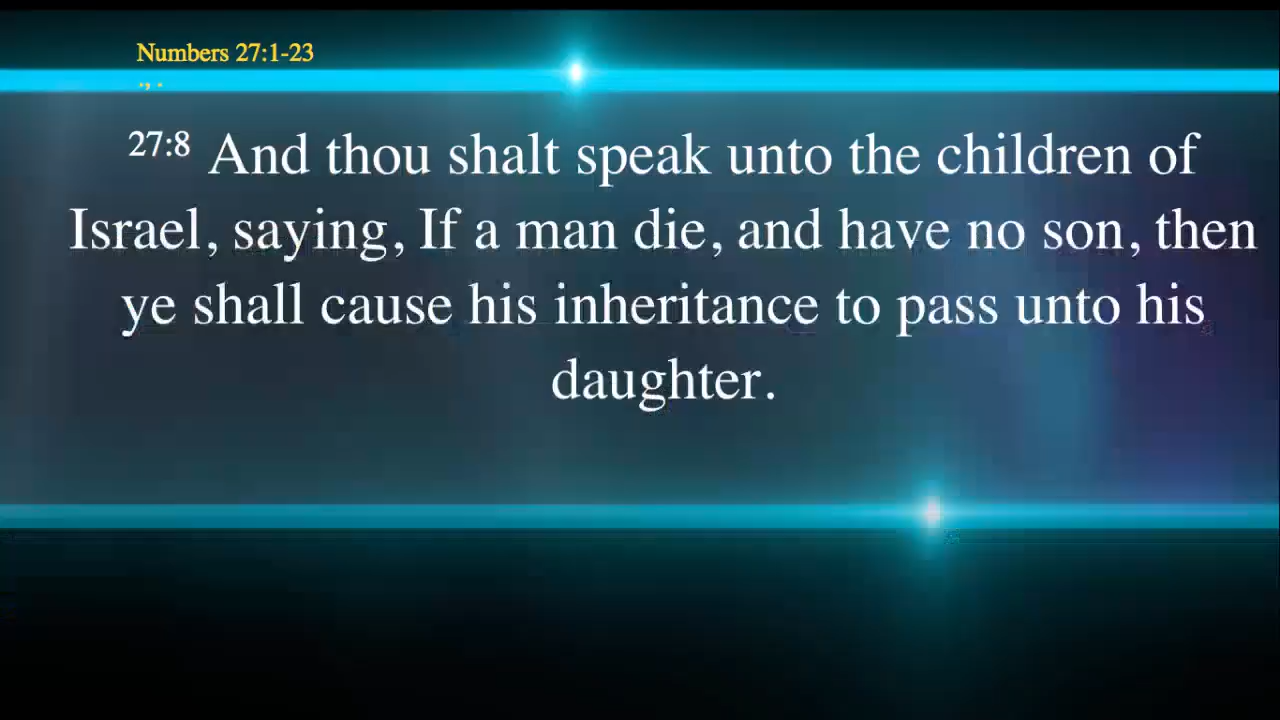 Numbers 27:1-23
., .
27:8 And thou shalt speak unto the children of
Israel, saying, If a man die, and have no son, then
ye shall cause his inheritance to pass unto his
daughter.